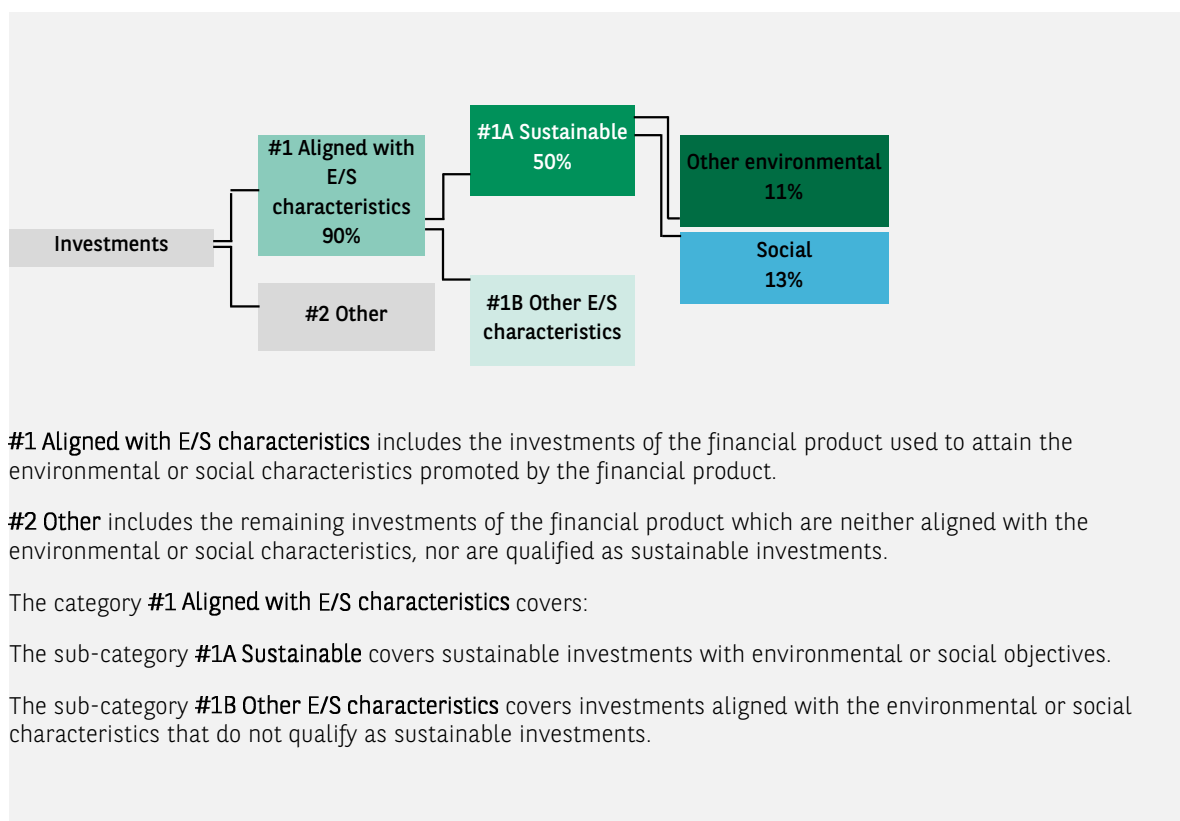 #1 Aligned with
E/S
characteristics
90%
#1A Sustainable
50%
Other environmental
11%
Investments
Social
13%
#2 Other
#1B Other E/S
characteristics
#1 Aligned with E/S characteristics includes the investments of the financial product used to attain the
environmental or social characteristics promoted by the financial product.
#2 Other includes the remaining investments of the financial product which are neither aligned with the
environmental or social characteristics, nor are qualified as sustainable investments.
The category #1 Aligned with E/S characteristics covers:
The sub-category #1A Sustainable covers sustainable investments with environmental or social objectives.
The sub-category #1B Other E/S characteristics covers investments aligned with the environmental or social
characteristics that do not qualify as sustainable investments.